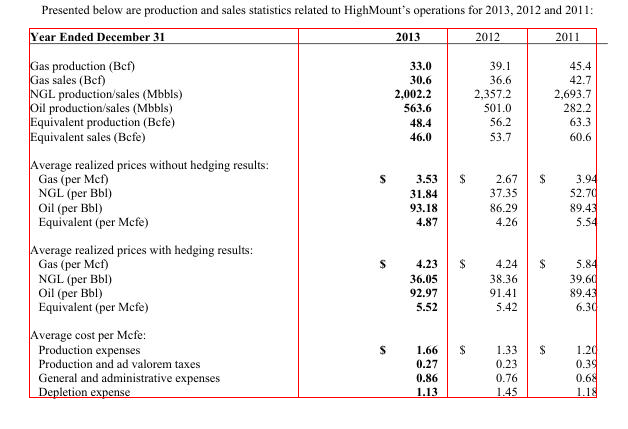 Presented below are production and sales statistics related to HighMount's operations for 2013, 2012 and 2011:
Year Ended December 31 2013 2012 2011
Gas production (Bcf) 33.0 39.1 45.4
Gas sales (Bcf) 30.6 36.6 42.7
NGL production/sales (Mbbls) 2,002.2 2,357.2 2,693.7
Oil production/sales (Mbbls) 563.6 501.0 282.2
Equivalent production (Bcfe) 48.4 56.2 63.3
Equivalent sales (Bcfe) 46.0 53.7 60.6
Average realized prices without hedging results:
Gas (per Mcf) $ 3.53 $ 2.67 $ 3.94
NGL (per Bbl) 31.84 37.35 52.70
Oil (per Bbl) 93.18 86.29 89.43
Equivalent (per Mcfe) 4.87 4.26 5.54
Average realized prices with hedging results:
Gas (per Mcf) $ 4.23 $ 4.24 $ 5.84
NGL (per Bbl) 36.05 38.36 39.60
Oil (per Bbl) 92.97 91.41 89.43
Equivalent (per Mcfe) 5.52 5.42 6.30
Average cost per Mcfe:
Production expenses $ 1.66 $ 1.33 $ 1.20
Production and ad valorem taxes 0.27 0.23 0.39
General and administrative expenses 0.86 0.76 0.68
Depletion expense 1.13 1.45 1.18